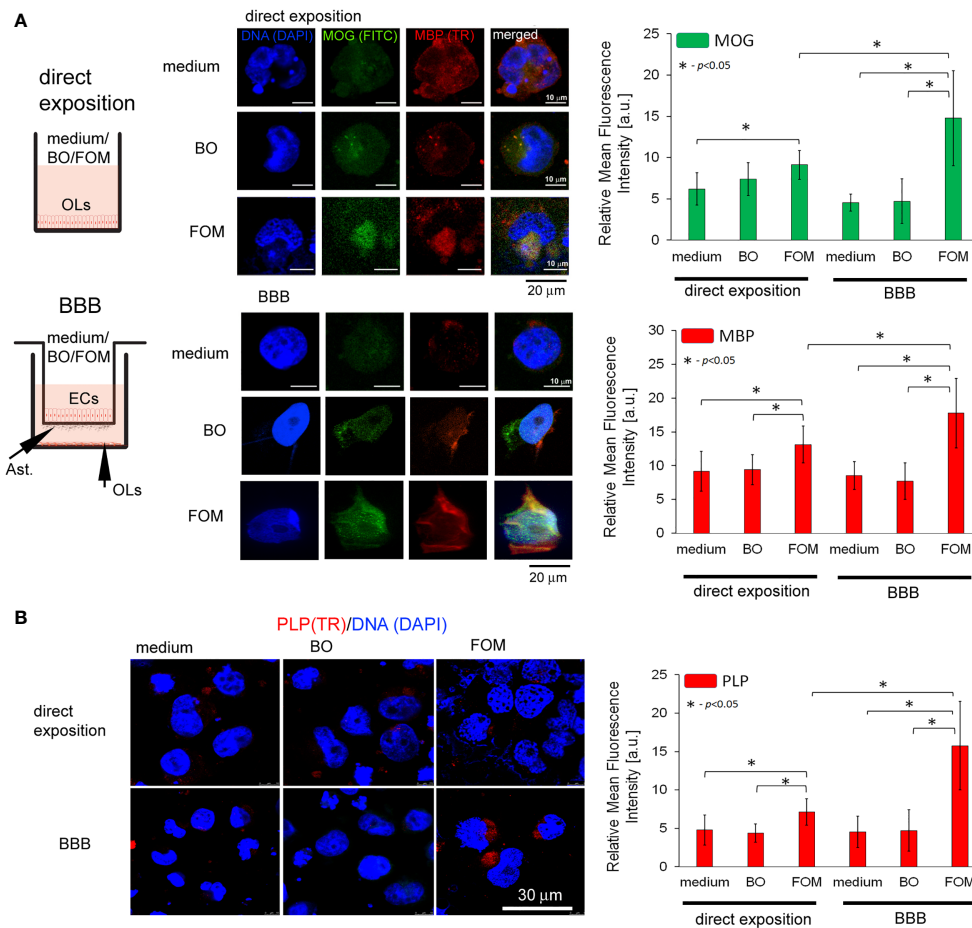 A
direct exposition
DNA (DAPI) MOG (FITC) MBP (TR) merged
medium
10 μm
BO
10 μm
FOM
10 μm
20 μm
direct
exposition
medium/
BO/FOM
OLs
BBB
medium/
BO/FOM
ECs
Ast.
OLs
BBB
medium
10 μm
BO
FOM
20 μm
MOG
* - p<0.05
Relative Mean Fluorescence
Intensity [a.u.]
25
20
15
10
5
0
* * * *
medium BO FOM medium BO FOM
direct exposition BBB
MBP
* - p<0.05
Relative Mean Fluorescence
Intensity [a.u.]
30
25
20
15
10
5
0
* * * * *
medium BO FOM medium BO FOM
direct exposition BBB
B
PLP(TR)/DNA (DAPI)
medium BO FOM
direct
exposition
BBB
30 μm
PLP
* - p<0.05
Relative Mean Fluorescence
Intensity [a.u.]
25
20
15
10
5
0
* * * * *
medium BO FOM medium BO FOM
direct exposition BBB